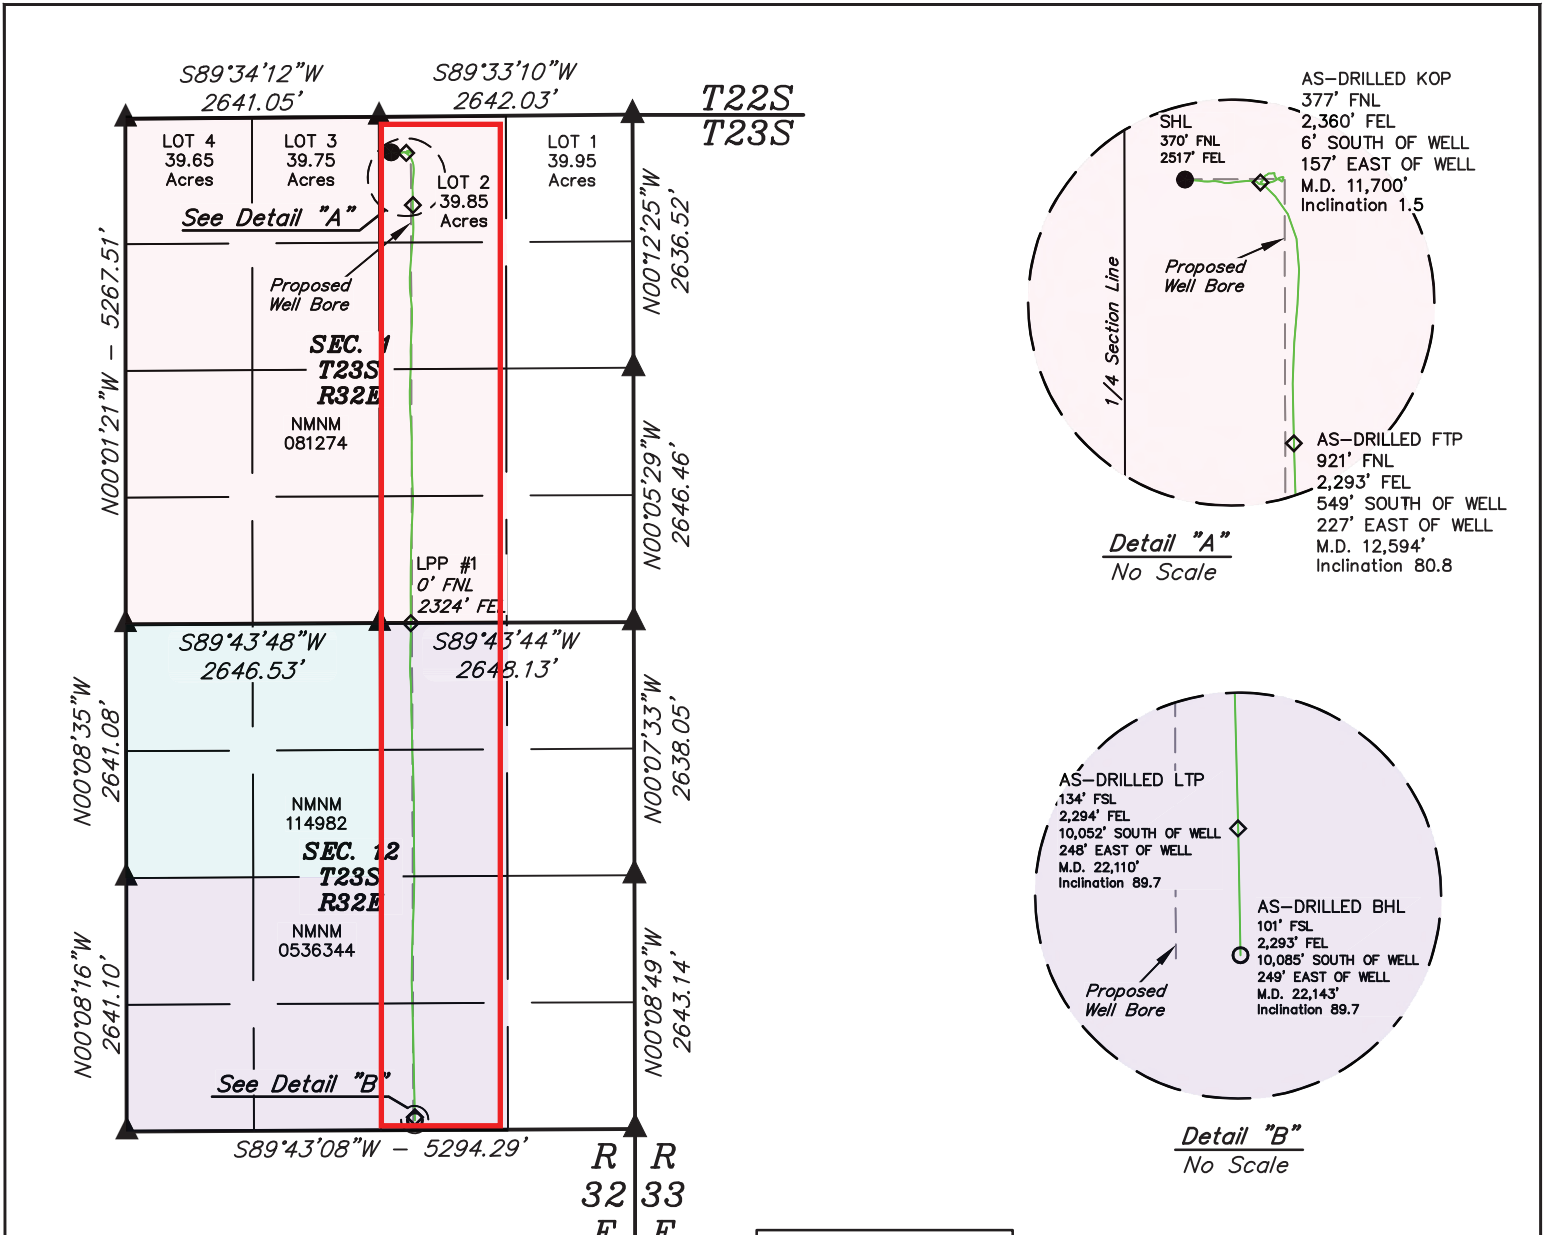 S89°34'12"W
2641.05'
S89°33'10"W
2642.03'
T22S
T23S
LOT 4
39.65
Acres
LOT 3
39.75
Acres
LOT 2
39.85
Acres
LOT 1
39.95
Acres
See Detail "A"
Proposed
Well Bore
N00°01'21"W – 5267.51'
N00°12'25"W
2636.52'
SEC. 1
T23S
R32E
NMNM
081274
N00°05'29"W
2646.46'
LPP #1
0' FNL
2324' FEL
S89°43'48"W
2646.53'
S89°43'44"W
2648.13'
N00°08'35"W
2641.08'
N00°07'33"W
2638.05'
NMNM
114982
SEC. 12
T23S
R32E
NMNM
0536344
N00°08'16"W
2641.10'
N00°08'49"W
2643.14'
See Detail "B"
S89°43'08"W – 5294.29'
R
32
E
R
33
E
AS-DRILLED KOP
377' FNL
2,360' FEL
6' SOUTH OF WELL
157' EAST OF WELL
M.D. 11,700'
Inclination 1.5
SHL
370' FNL
2517' FEL
Proposed
Well Bore
1/4 Section Line
AS-DRILLED FTP
921' FNL
2,293' FEL
549' SOUTH OF WELL
227' EAST OF WELL
M.D. 12,594'
Inclination 80.8
Detail "A"
No Scale
AS-DRILLED LTP
134' FSL
2,294' FEL
10,052' SOUTH OF WELL
248' EAST OF WELL
M.D. 22,110'
Inclination 89.7
AS-DRILLED BHL
101' FSL
2,293' FEL
10,085' SOUTH OF WELL
249' EAST OF WELL
M.D. 22,143'
Inclination 89.7
Proposed
Well Bore
Detail "B"
No Scale